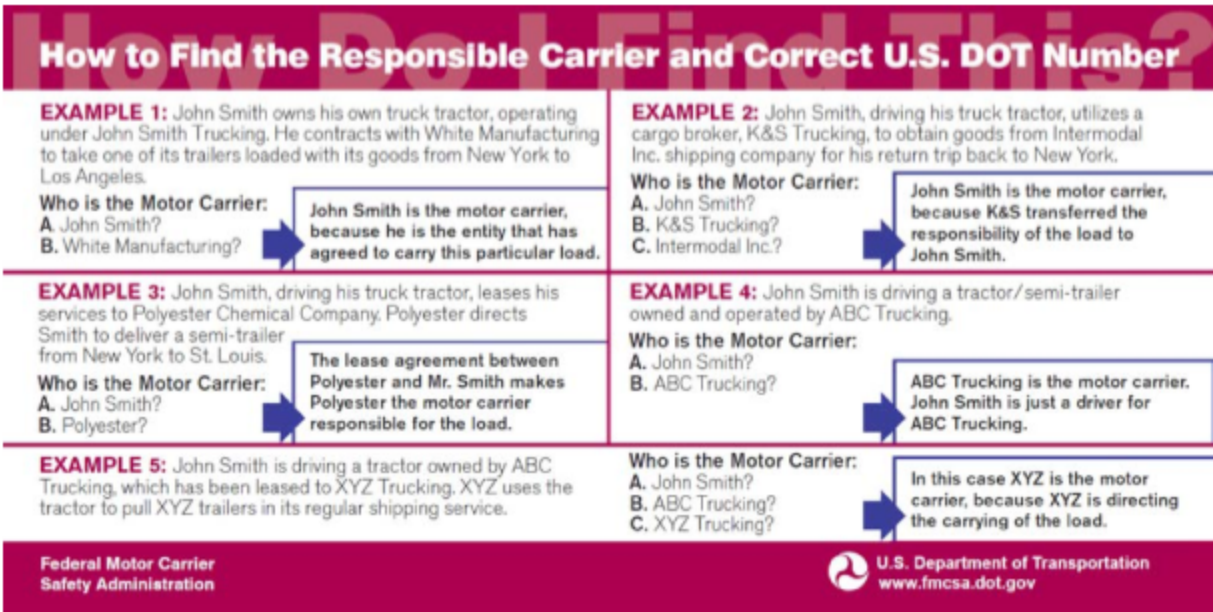 How Do I Find This?
How to Find the Responsible Carrier and Correct U.S. DOT Number
EXAMPLE 1: John Smith owns his own truck tractor, operating
under John Smith Trucking. He contracts with White Manufacturing
to take one of its trailers loaded with its goods from New York to
Los Angeles.
Who is the Motor Carrier:
A. John Smith?
B. White Manufacturing?
John Smith is the motor carrier,
because he is the entity that has
agreed to carry this particular load.
EXAMPLE 2: John Smith, driving his truck tractor, utilizes a
cargo broker, K&S Trucking, to obtain goods from Intermodal
Inc. shipping company for his return trip back to New York.
Who is the Motor Carrier:
A. John Smith?
B. K&S Trucking?
C. Intermodal Inc.?
John Smith is the motor carrier,
because K&S transferred the
responsibility of the load to
John Smith.
EXAMPLE 3: John Smith, driving his truck tractor, leases his
services to Polyester Chemical Company. Polyester directs
Smith to deliver a semi-trailer
from New York to St. Louis.
Who is the Motor Carrier:
A. John Smith?
B. Polyester?
The lease agreement between
Polyester and Mr. Smith makes
Polyester the motor carrier
responsible for the load.
EXAMPLE 4: John Smith is driving a tractor/semi-trailer
owned and operated by ABC Trucking.
Who is the Motor Carrier:
A. John Smith?
B. ABC Trucking?
ABC Trucking is the motor carrier.
John Smith is just a driver for
ABC Trucking.
EXAMPLE 5: John Smith is driving a tractor owned by ABC
Trucking, which has been leased to XYZ Trucking. XYZ uses the
tractor to pull XYZ trailers in its regular shipping service.
Who is the Motor Carrier:
A. John Smith?
B. ABC Trucking?
C. XYZ Trucking?
In this case XYZ is the motor
carrier, because XYZ is directing
the carrying of the load.
Federal Motor Carrier
Safety Administration
U.S. Department of Transportation
www.fmcsa.dot.gov